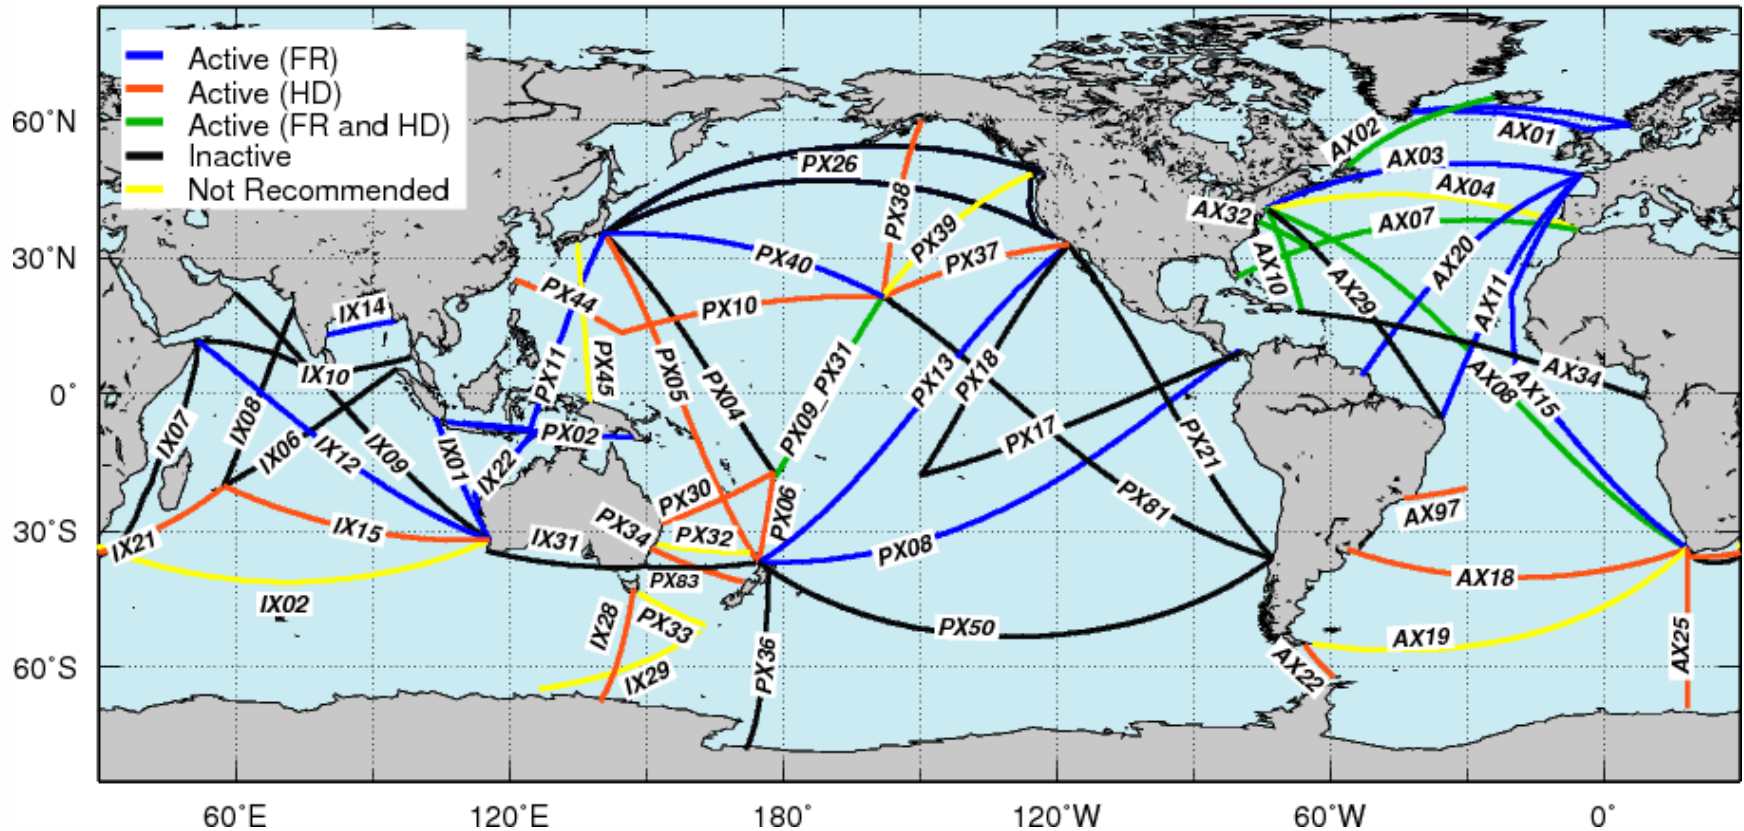 Active (FR)
Active (HD)
Active (FR and HD)
Inactive
Not Recommended
60°N
30°N
0°
30°S
60°S
60°E
120°E
180°
120°W
60°W
0°
AX02
AX01
AX03
AX04
AX32
AX07
AX20
AX10
AX29
AX11
AX34
AX08
AX15
AX97
AX18
AX19
AX22
AX25
PX26
PX38
PX39
PX40
PX37
PX44
PX10
PX11
PX45
PX05
PX04
PX09_PX31
PX13
PX18
PX17
PX21
PX02
PX30
PX06
PX34
PX32
PX81
PX08
PX83
PX33
PX36
PX50
IX14
IX10
IX07
IX08
IX06
IX12
IX09
IX01
IX22
IX21
IX15
IX31
IX02
IX28
IX29